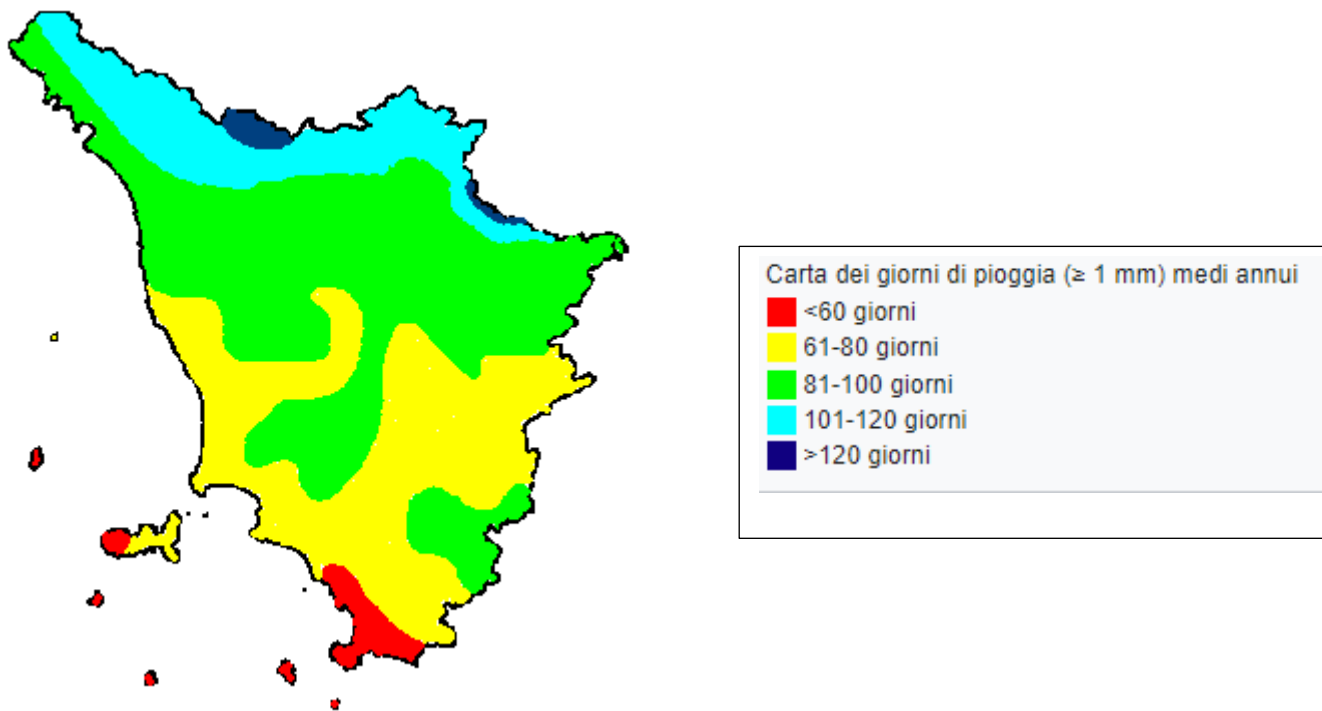 Carta dei giorni di pioggia (≥ 1 mm) medi annui
<60 giorni
61-80 giorni
81-100 giorni
101-120 giorni
>120 giorni